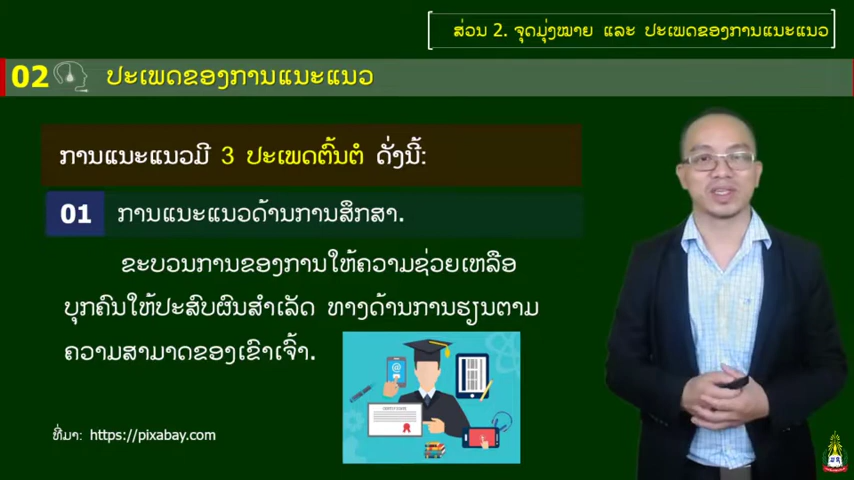 ສ່ວນ 2. ຈຸດມຸ່ງໝາຍ ແລະ ປະເພດຂອງການແນະແນວ
02 ປະເພດຂອງການແນະແນວ
ການແນະແນວມີ 3 ປະເພດຕົ້ນຕໍ ດັ່ງນີ້:
01 ການແນະແນວດ້ານການສຶກສາ.
ຂະບວນການຂອງການໃຫ້ຄວາມຊ່ວຍເຫລືອ
ບຸກຄົນໃຫ້ປະສົບຜົນສຳເລັດ ທາງດ້ານການຮຽນຕາມ
ຄວາມສາມາດຂອງເຂົາເຈົ້າ.
ທີ່ມາ: https://pixabay.com